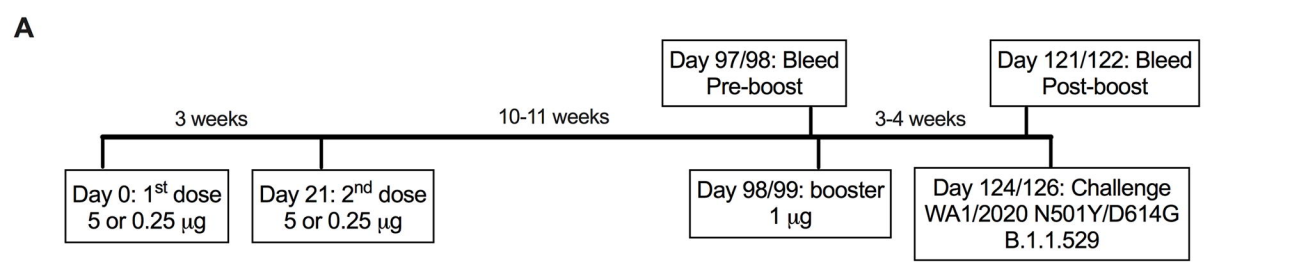 A
Day 97/98: Bleed
Pre-boost
Day 121/122: Bleed
Post-boost
3 weeks
10-11 weeks
3-4 weeks
Day 0: 1st dose
5 or 0.25 μg
Day 21: 2nd dose
5 or 0.25 μg
Day 98/99: booster
1 μg
Day 124/126: Challenge
WA1/2020 N501Y/D614G
B.1.1.529